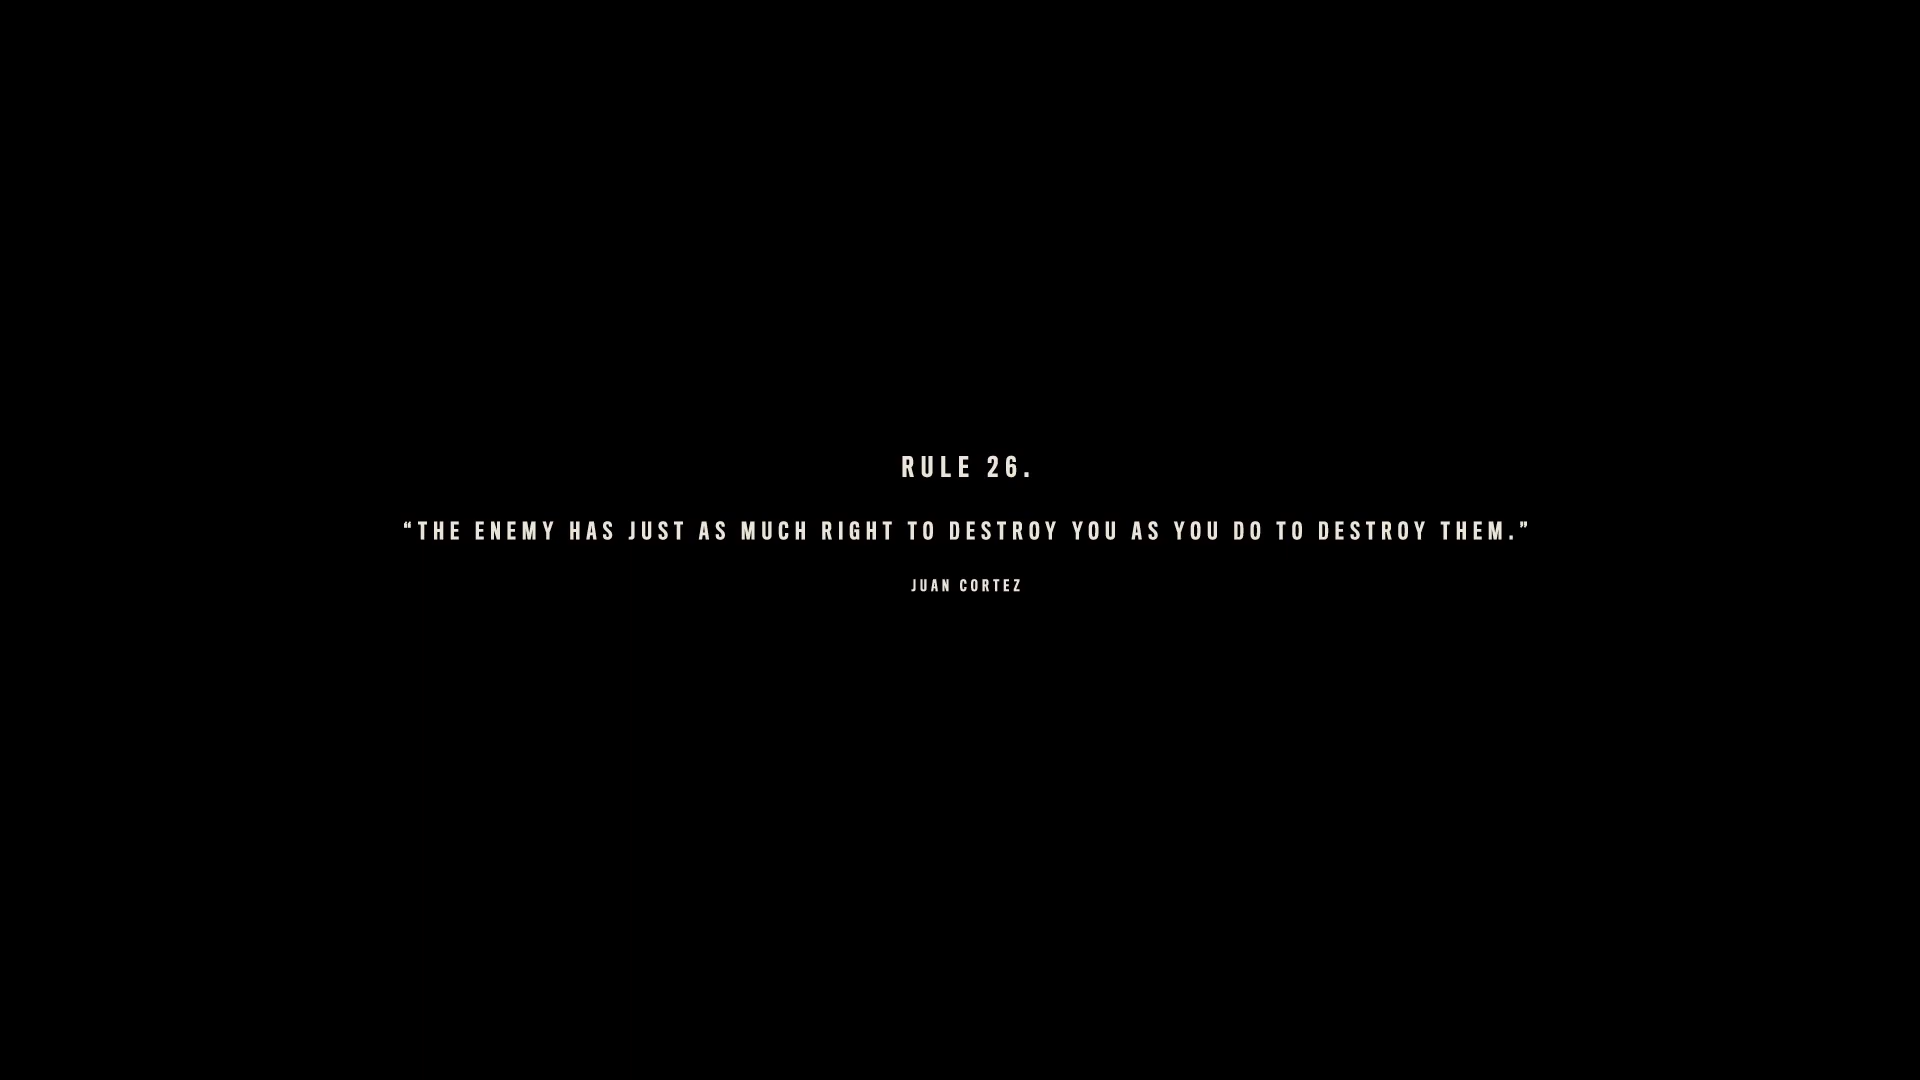 RULE 26.
“THE ENEMY HAS JUST AS MUCH RIGHT TO DESTROY YOU AS YOU DO TO DESTROY THEM.”
JUAN CORTEZ